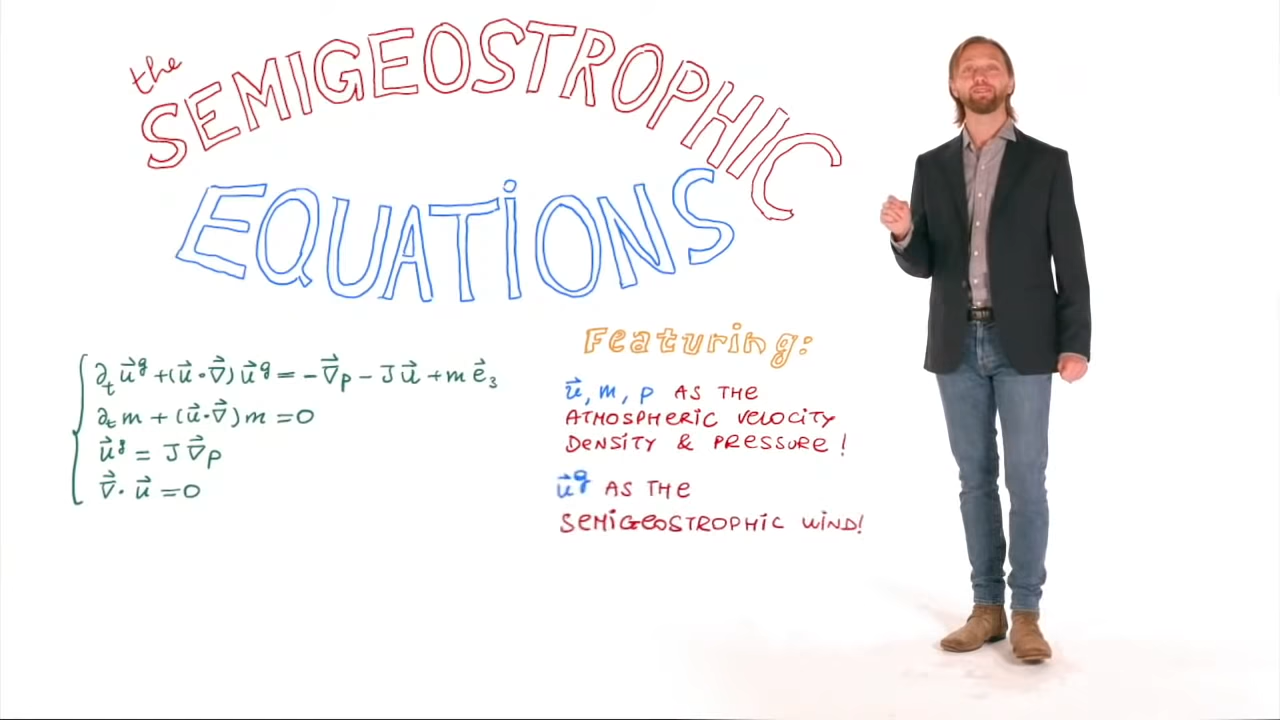 the
SEMIGEOSTROPHIC
EQUATIONS
∂ₜu⃗ᵍ+(u⃗·∇⃗)u⃗ᵍ=-∇⃗p-Ju⃗+me⃗₃
∂ₜm+(u⃗·∇⃗)m=0
u⃗ᵍ=J∇⃗p
∇⃗·u⃗=0
Featuring:
u⃗, m, p AS THE
ATMOSPHERIC VELOCITY
DENSITY & PRESSURE!
u⃗ᵍ AS THE
SEMIGEOSTROPHIC WIND!